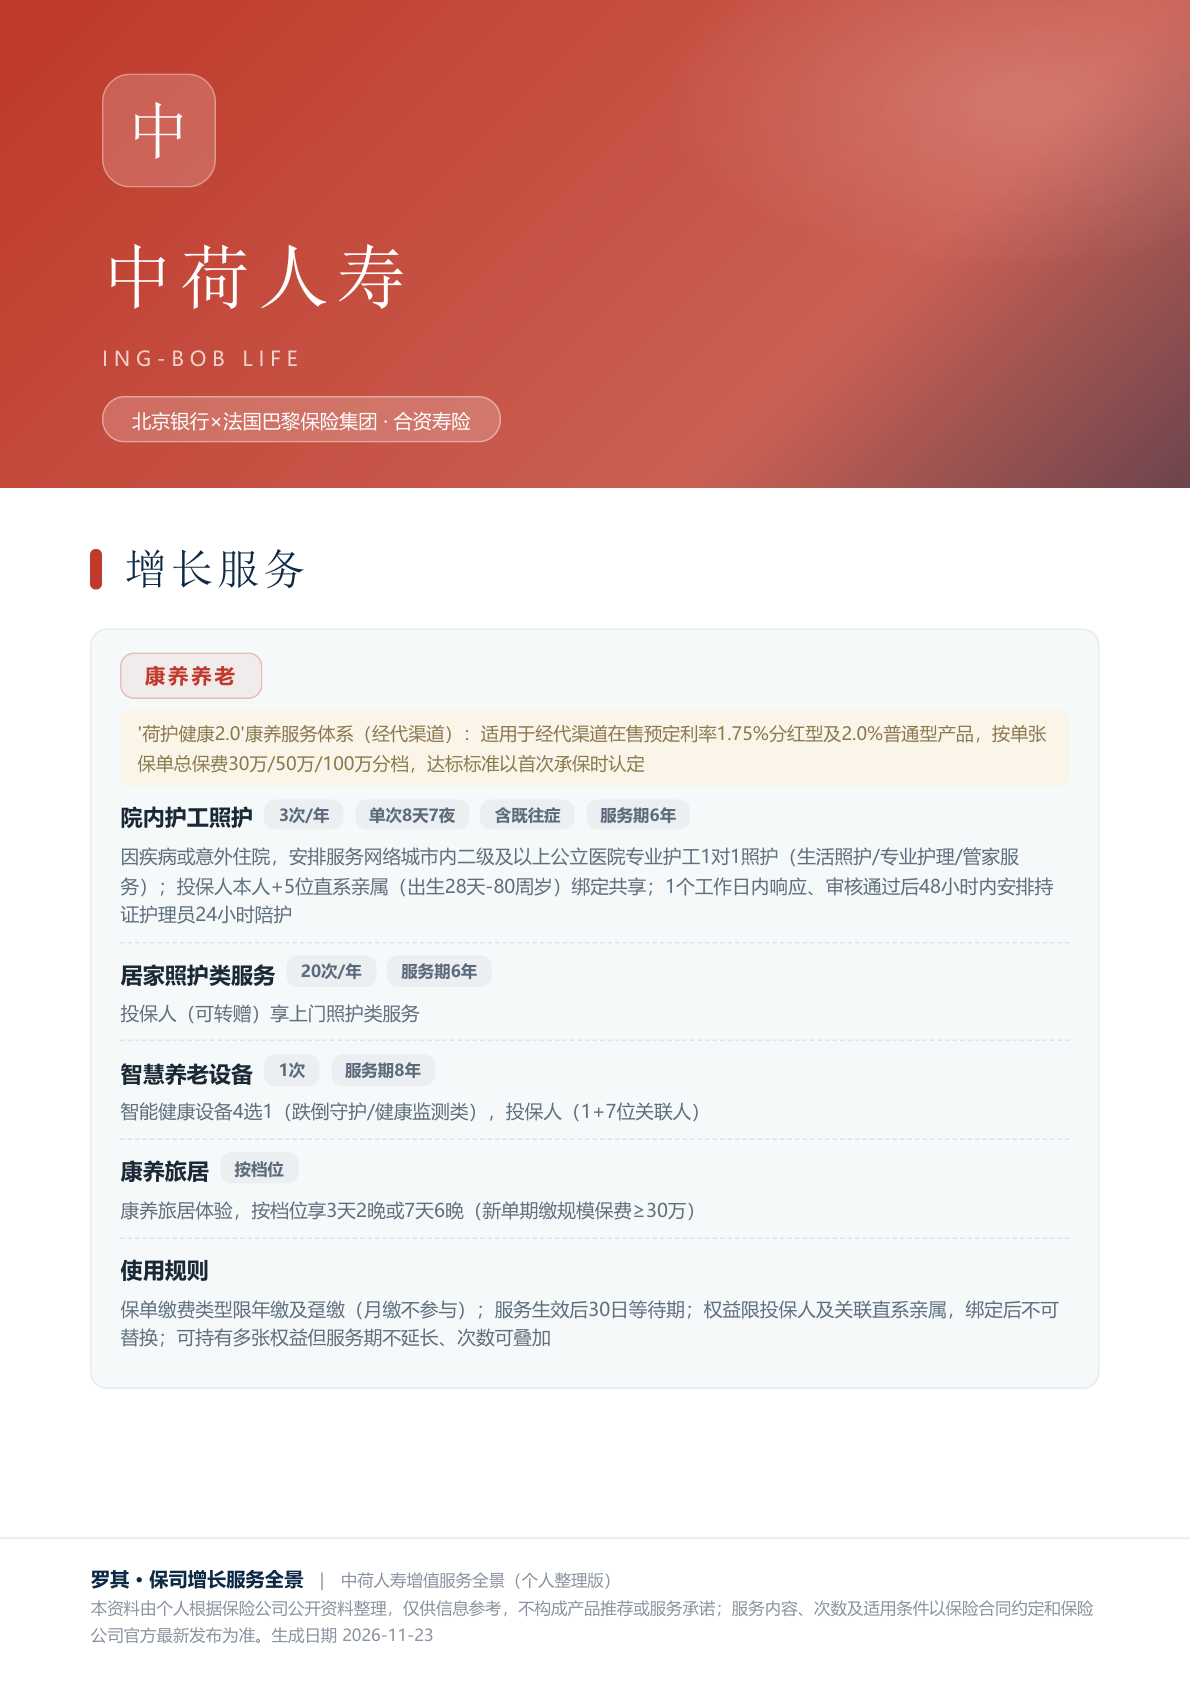 中
中荷人寿
ING-BOB LIFE
北京银行×法国巴黎保险集团 · 合资寿险
增长服务
康养养老
'荷护健康2.0'康养服务体系（经代渠道）：适用于经代渠道在售预定利率1.75%分红型及2.0%普通型产品，按单张
保单总保费30万/50万/100万分档，达标标准以首次承保时认定
院内护工照护 3次/年 单次8天7夜 含既往症 服务期6年
因疾病或意外住院，安排服务网络城市内二级及以上公立医院专业护工1对1照护（生活照护/专业护理/管家服
务）；投保人本人+5位直系亲属（出生28天-80周岁）绑定共享；1个工作日内响应、审核通过后48小时内安排持
证护理员24小时陪护
居家照护类服务 20次/年 服务期6年
投保人（可转赠）享上门照护类服务
智慧养老设备 1次 服务期8年
智能健康设备4选1（跌倒守护/健康监测类），投保人（1+7位关联人）
康养旅居 按档位
康养旅居体验，按档位享3天2晚或7天6晚（新单期缴规模保费≥30万）
使用规则
保单缴费类型限年缴及趸缴（月缴不参与）；服务生效后30日等待期；权益限投保人及关联直系亲属，绑定后不可
替换；可持有多张权益但服务期不延长、次数可叠加
罗其 • 保司增长服务全景 | 中荷人寿增值服务全景（个人整理版）
本资料由个人根据保险公司公开资料整理，仅供信息参考，不构成产品推荐或服务承诺；服务内容、次数及适用条件以保险合同约定和保险
公司官方最新发布为准。生成日期 2026-11-23